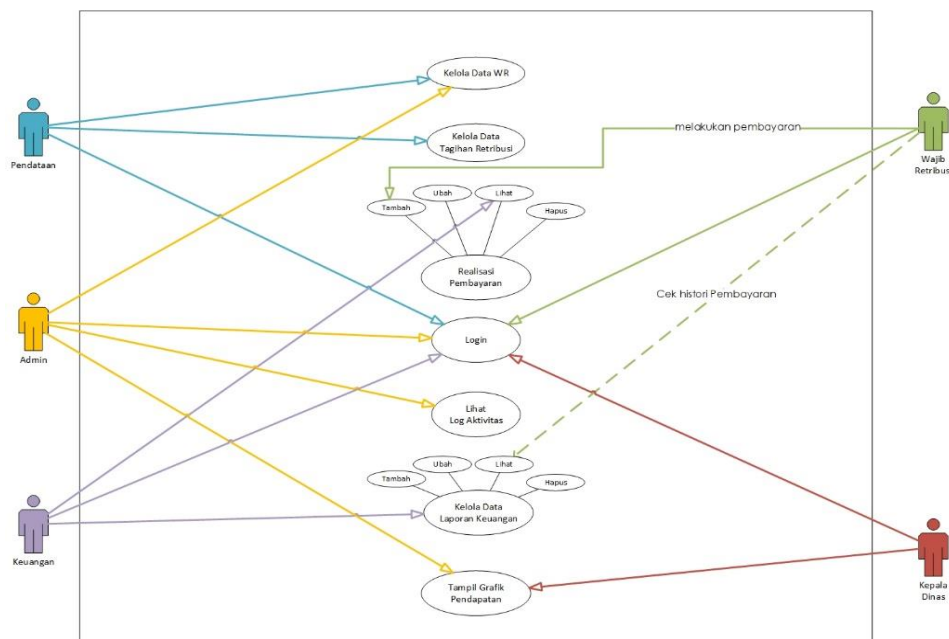 Kelola Data WR
Pendataan
Kelola Data
Tagihan Retribusi
melakukan pembayaran
Wajib
Retribus
Tambah
Ubah
Lihat
Hapus
Realisasi
Pembayaran
Cek histori Pembayaran
Admin
Login
Lihat
Log Aktivitas
Tambah
Ubah
Lihat
Hapus
Kelola Data
Laporan Keuangan
Keuangan
Tampil Grafik
Pendapatan
Kepala
Dinas